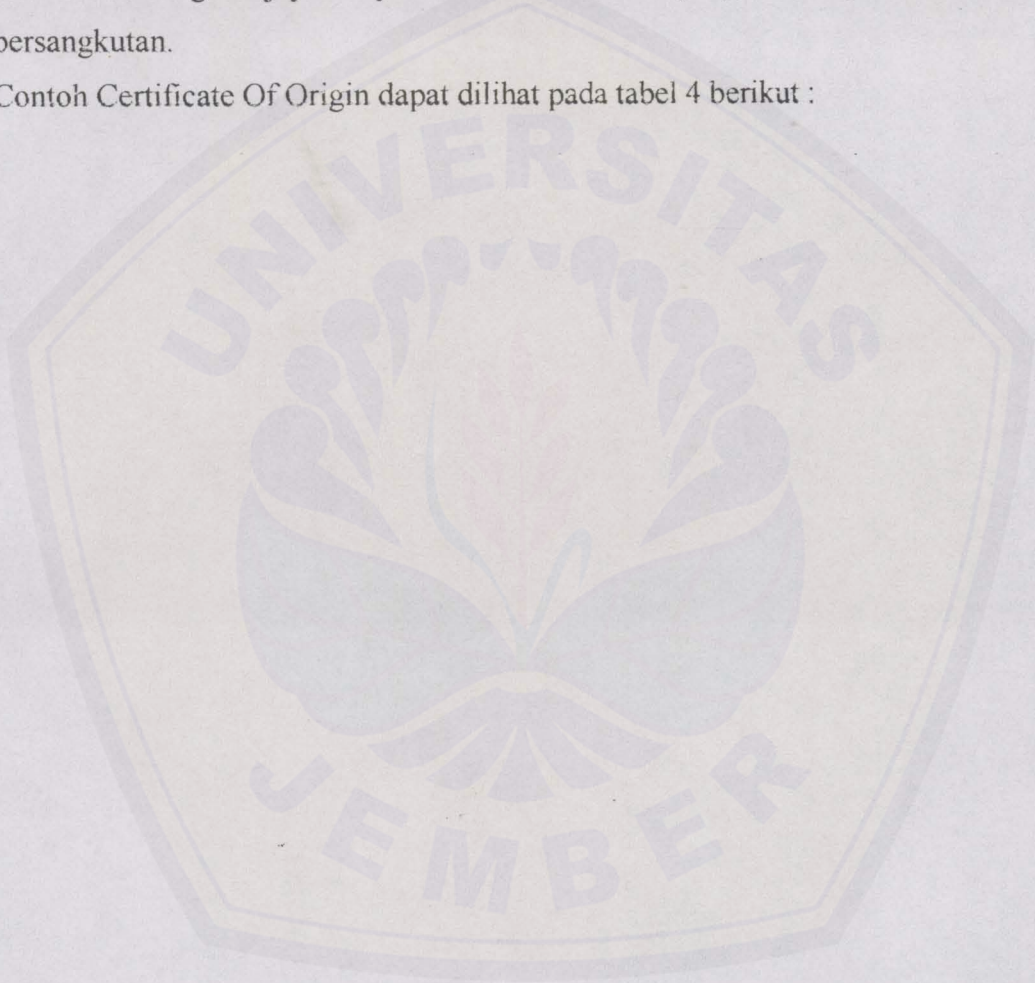 bersangkutan.
Contoh Certificate Of Origin dapat dilihat pada tabel 4 berikut :
UNIVERSITAS
JEMBER